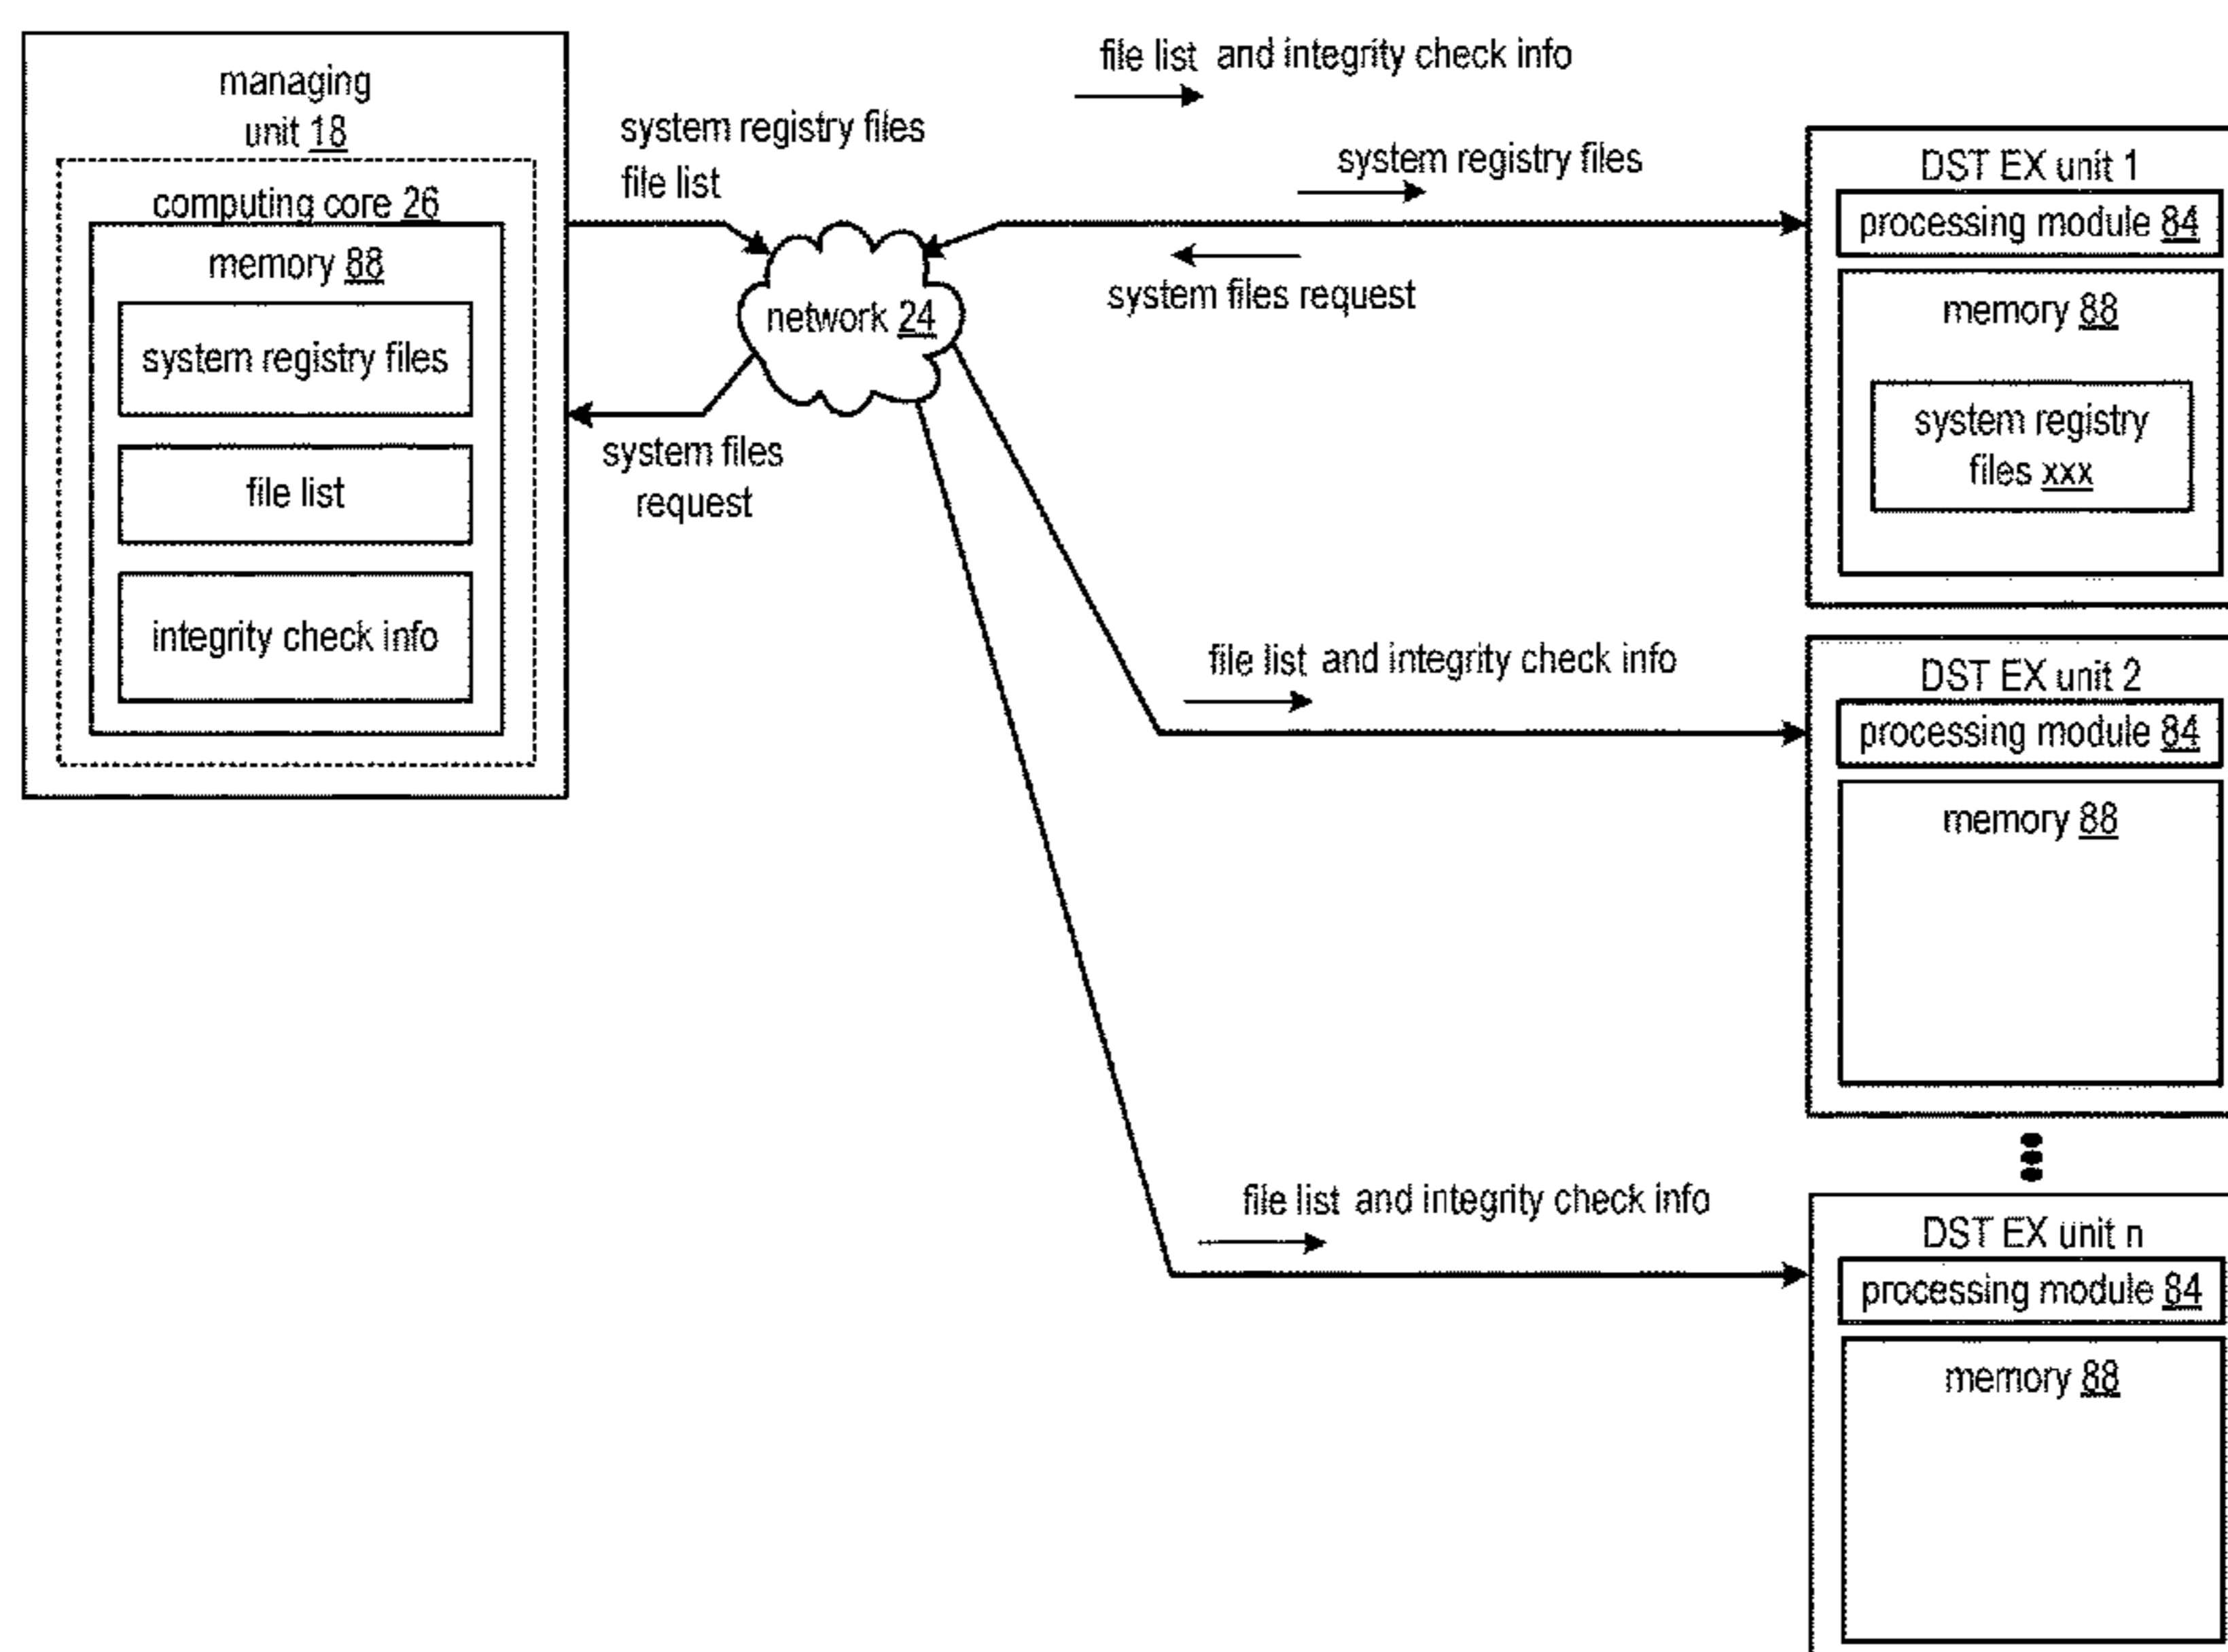 managing
unit 18
computing core 26
memory 88
system registry files
file list
integrity check info
system registry files
file list
system files
request
network 24
file list and integrity check info
system registry files
system files request
DST EX unit 1
processing module 84
memory 88
system registry
files xxx
file list and integrity check info
DST EX unit 2
processing module 84
memory 88
file list and integrity check info
DST EX unit n
processing module 84
memory 88